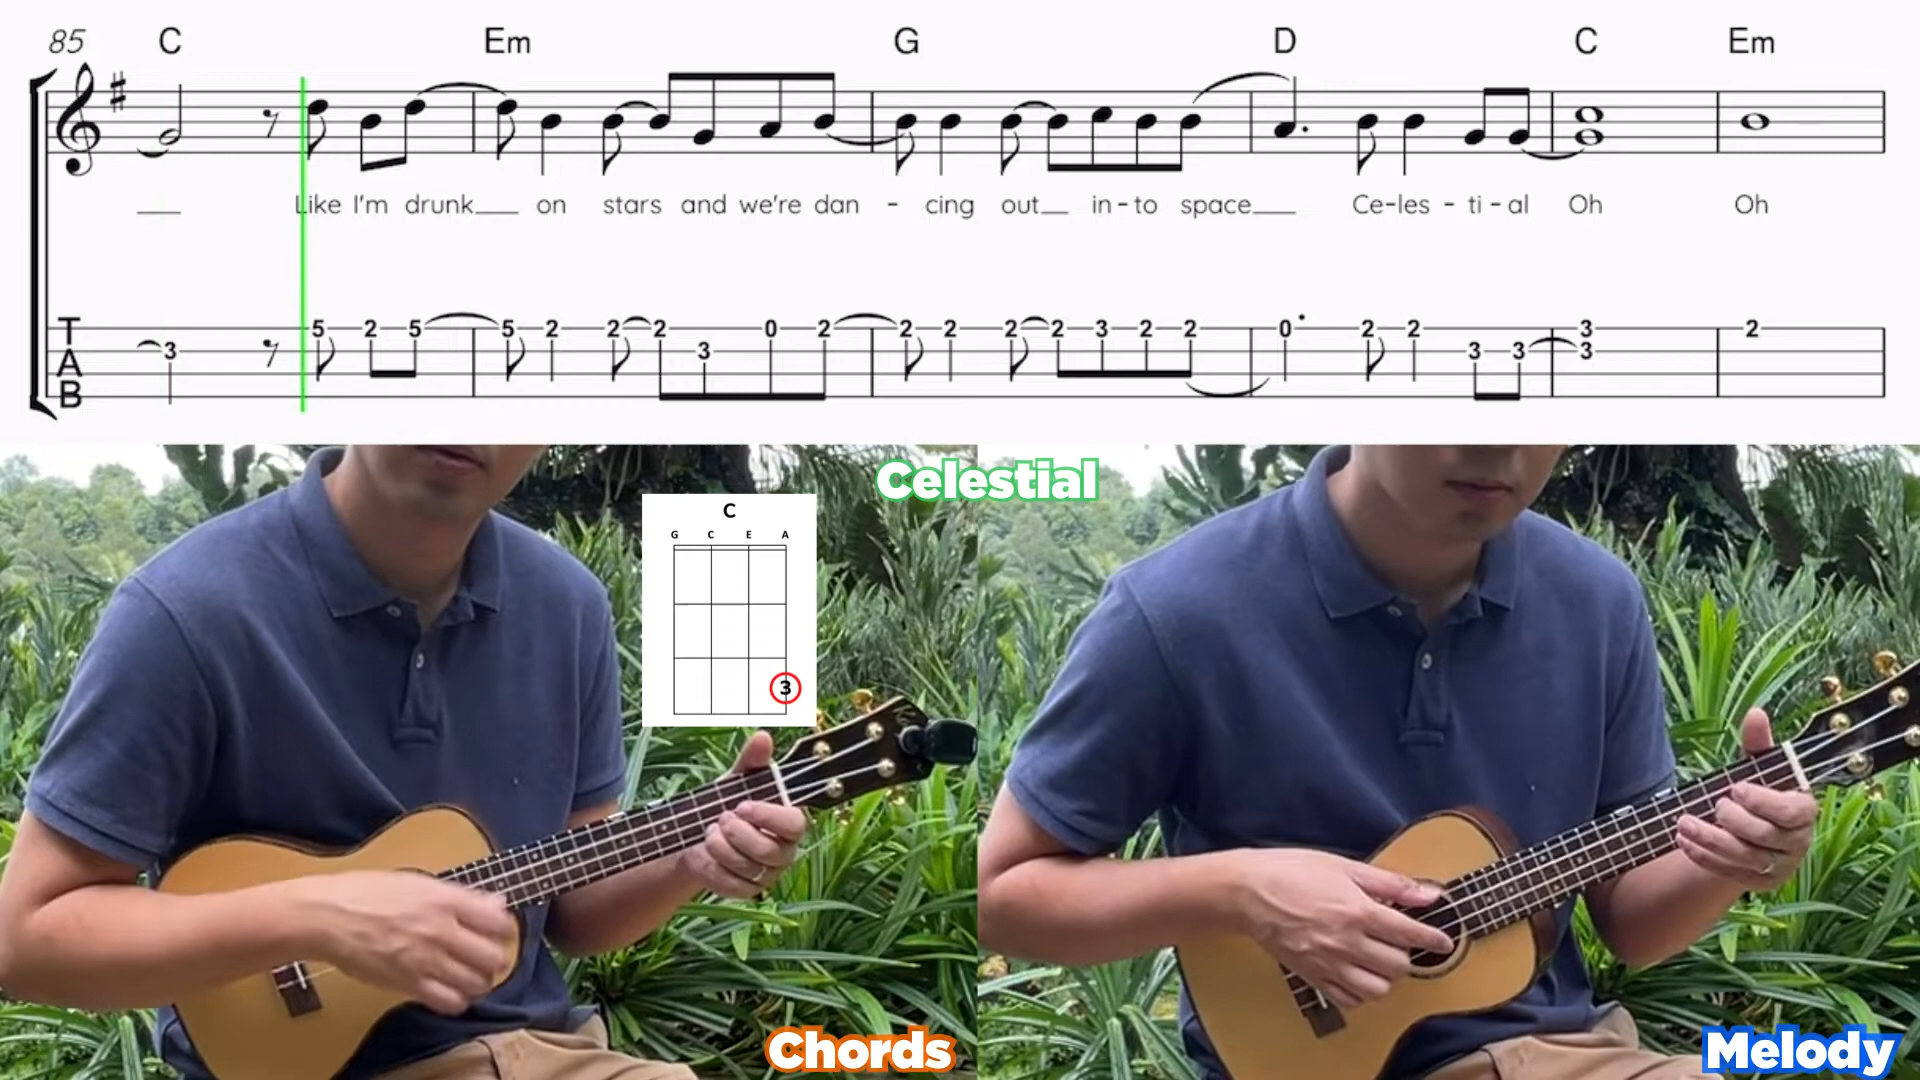 85 C Em G D C Em
Like I'm drunk on stars and we're dan - cing out in - to space Ce-les - ti - al Oh Oh
T 5 2 5 5 2 2 2 0 2 2 2 2 2 3 2 2 0 2 2 3 2
A 3 3 3 3 3
B
Celestial
C
G C E A
3
Chords
Melody